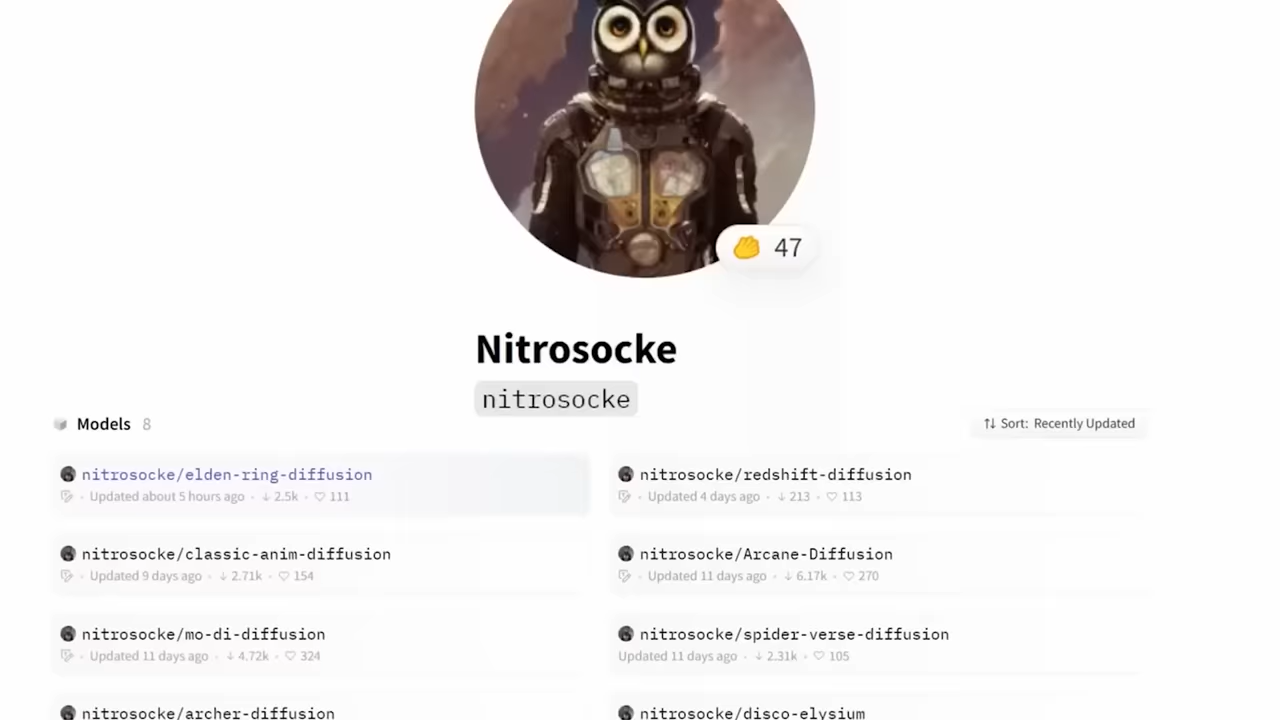 47
Nitrosocke
nitrosocke
Models 8
Sort: Recently Updated
nitrosocke/elden-ring-diffusion
Updated about 5 hours ago · 2.5k · 111
nitrosocke/redshift-diffusion
Updated 4 days ago · 213 · 113
nitrosocke/classic-anim-diffusion
Updated 9 days ago · 2.71k · 154
nitrosocke/Arcane-Diffusion
Updated 11 days ago · 6.17k · 270
nitrosocke/mo-di-diffusion
Updated 11 days ago · 4.72k · 324
nitrosocke/spider-verse-diffusion
Updated 11 days ago · 2.31k · 105
nitrosocke/archer-diffusion
nitrosocke/disco-elysium